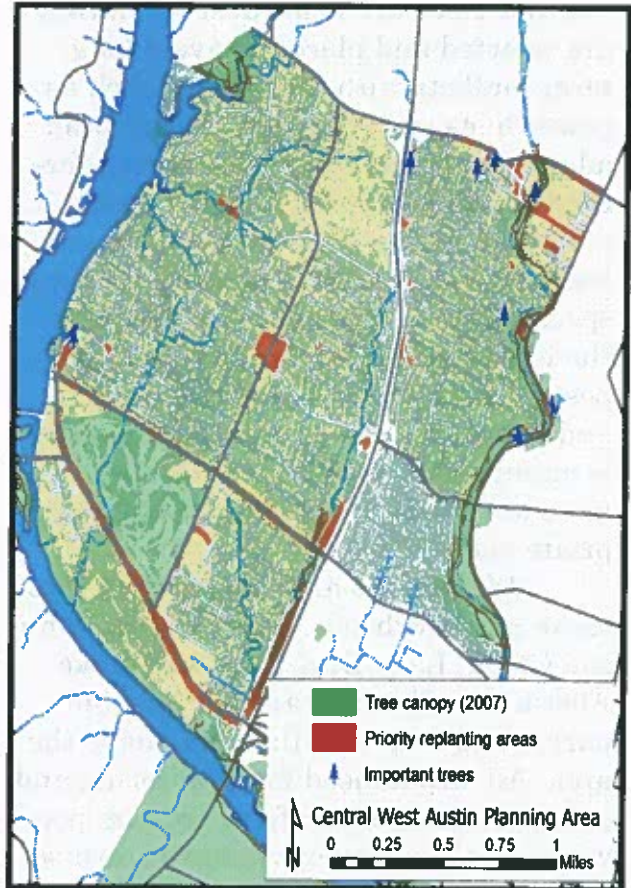 Tree canopy (2007)
Priority replanting areas
Important trees
N
Central West Austin Planning Area
0 0.25 0.5 0.75 1
Miles